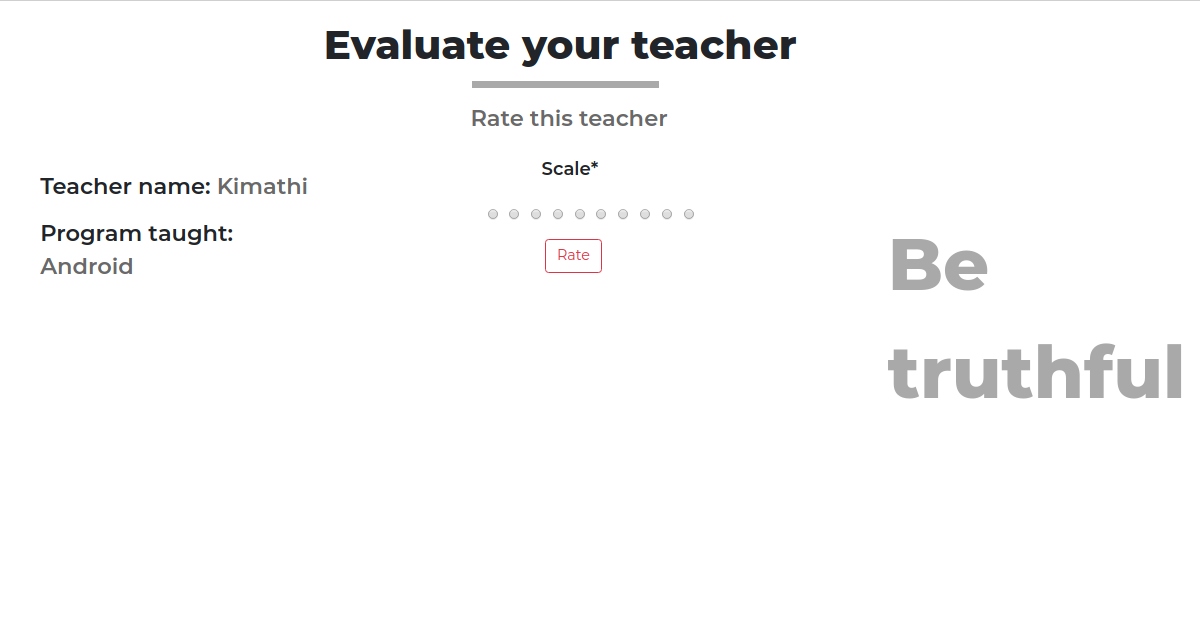 Evaluate your teacher
Rate this teacher
Scale*
Teacher name: Kimathi
Program taught:
Android
Rate
Be
truthful